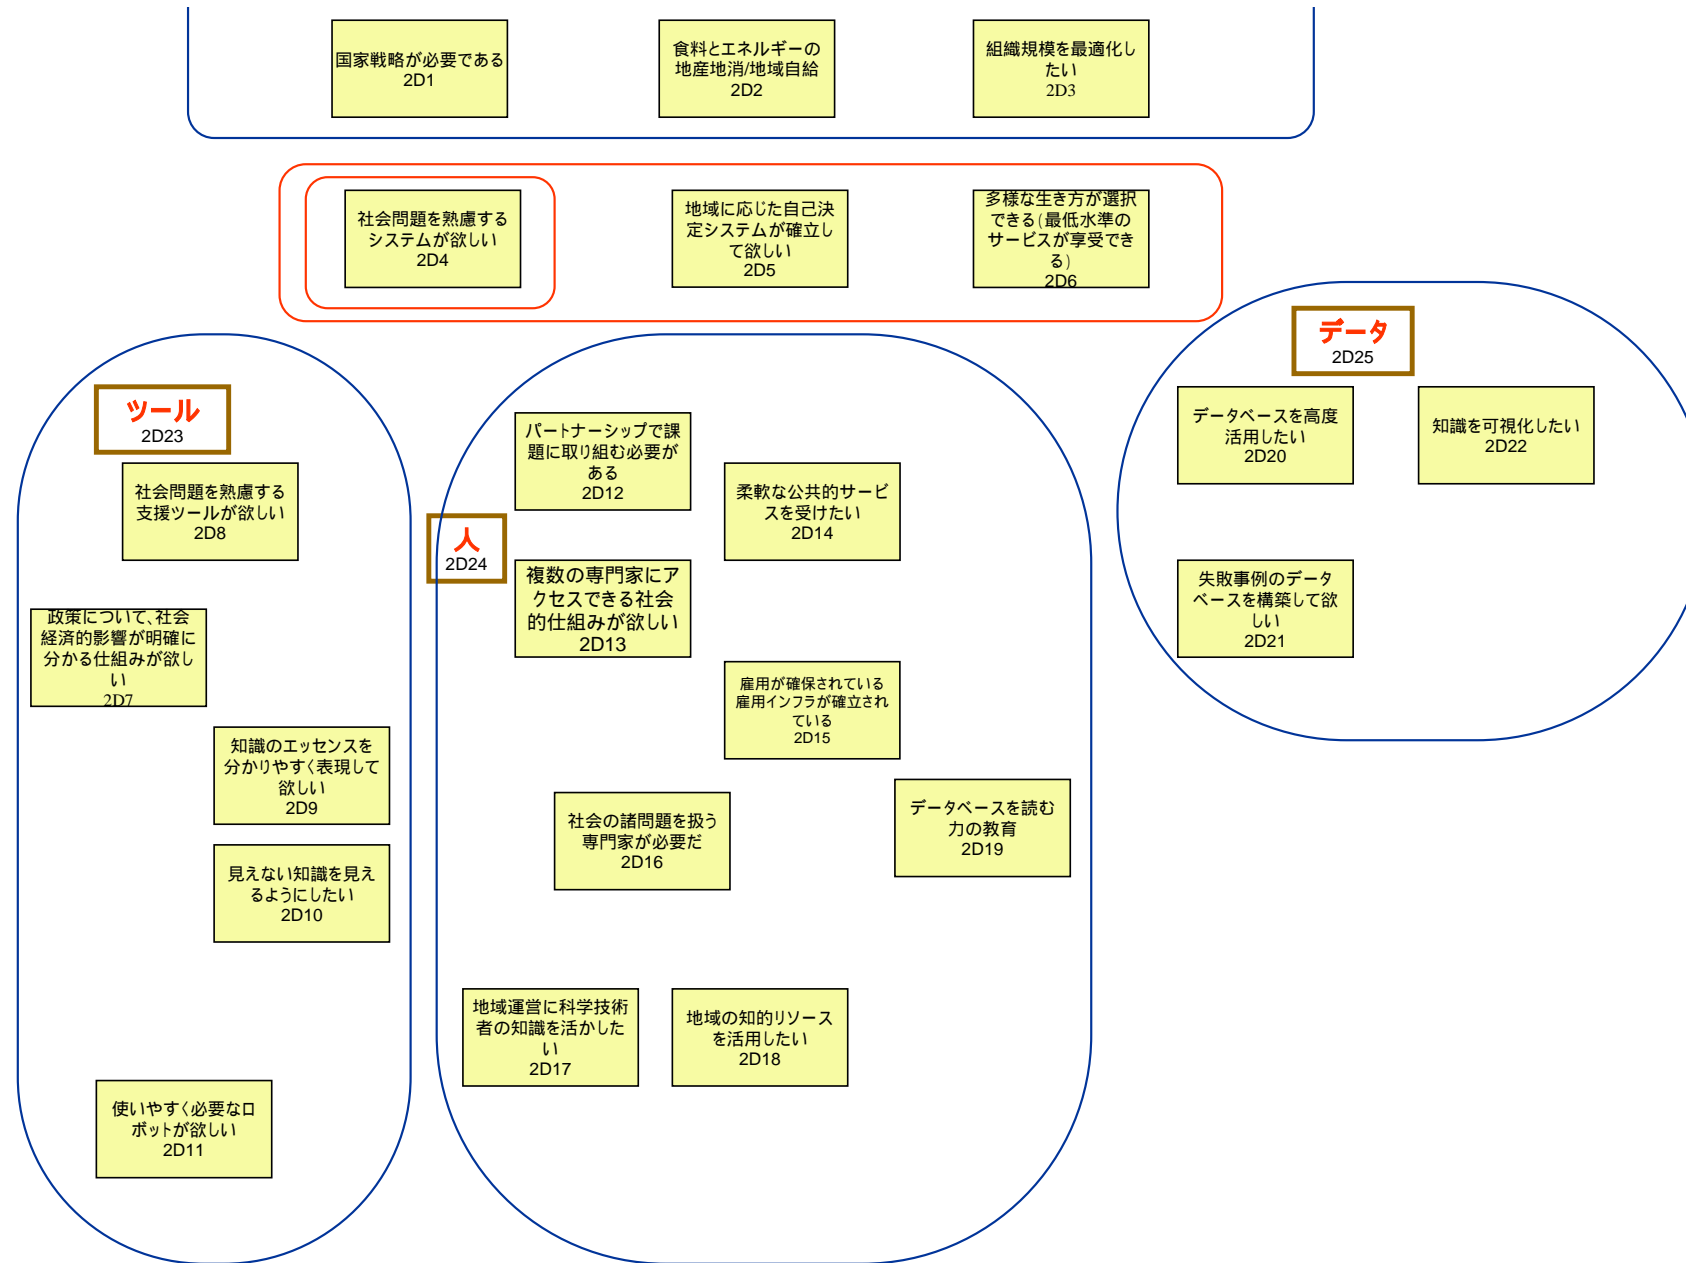 国家戦略が必要である
2D1
食料とエネルギーの
地産地消/地域自給
2D2
組織規模を最適化し
たい
2D3
社会問題を熟慮する
システムが欲しい
2D4
地域に応じた自己決
定システムが確立し
て欲しい
2D5
多様な生き方が選択
できる(最低水準の
サービスが享受でき
る)
2D6
ツール
2D23
社会問題を熟慮する
支援ツールが欲しい
2D8
政策について、社会
経済的影響が明確に
分かる仕組みが欲し
い
2D7
知識のエッセンスを
分かりやすく表現して
欲しい
2D9
見えない知識を見え
るようにしたい
2D10
使いやすく必要なロ
ボットが欲しい
2D11
人
2D24
パートナーシップで課
題に取り組む必要が
ある
2D12
柔軟な公共的サービ
スを受けたい
2D14
複数の専門家にア
クセスできる社会
的仕組みが欲しい
2D13
雇用が確保されている
雇用インフラが確立され
ている
2D15
社会の諸問題を扱う
専門家が必要だ
2D16
データベースを読む
力の教育
2D19
地域運営に科学技術
者の知識を活かした
い
2D17
地域の知的リソース
を活用したい
2D18
データ
2D25
データベースを高度
活用したい
2D20
知識を可視化したい
2D22
失敗事例のデータ
ベースを構築して欲
しい
2D21